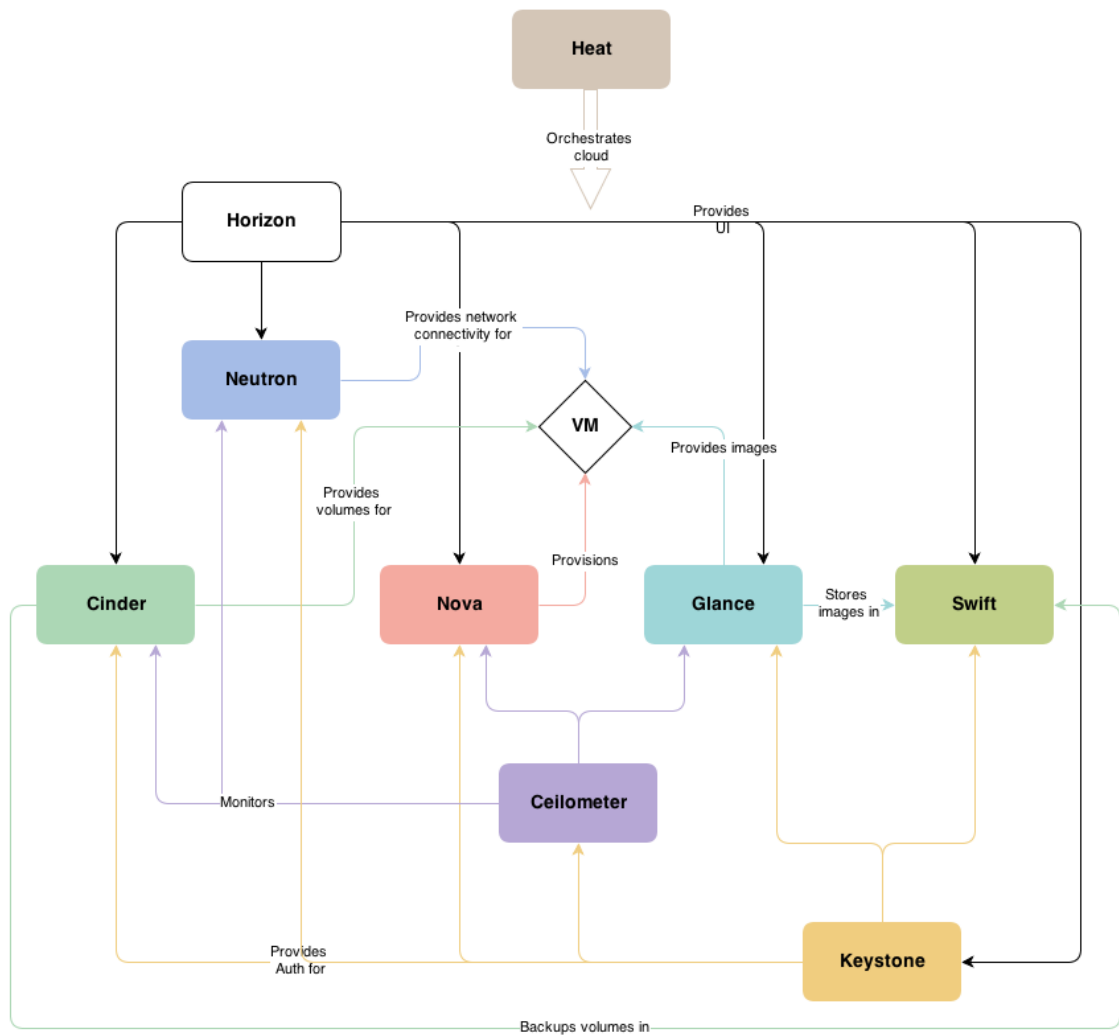 Heat
Orchestrates
cloud
Horizon
Provides
UI
Provides network
connectivity for
Neutron
VM
Provides images
Provides
volumes for
Provisions
Cinder
Nova
Glance
Stores
images in
Swift
Monitors
Ceilometer
Provides
Auth for
Keystone
Backups volumes in